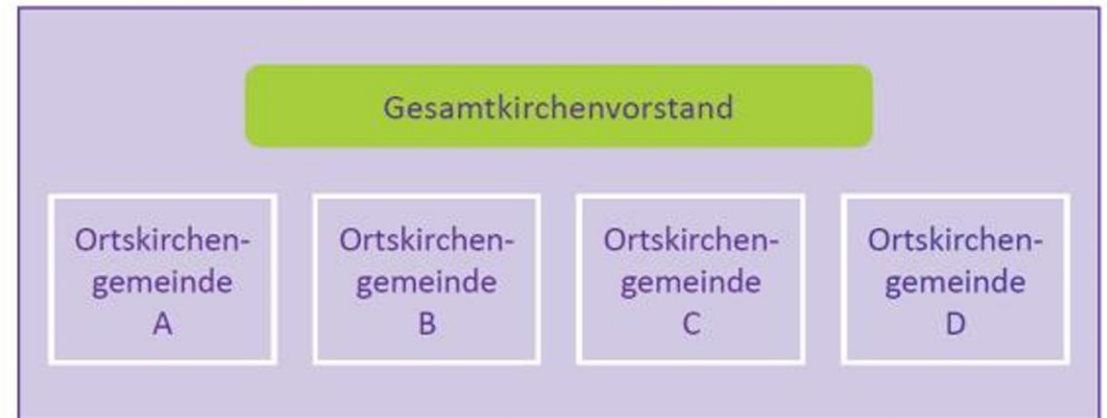 Gesamtkirchenvorstand
Ortskirchen-
gemeinde
A
Ortskirchen-
gemeinde
B
Ortskirchen-
gemeinde
C
Ortskirchen-
gemeinde
D